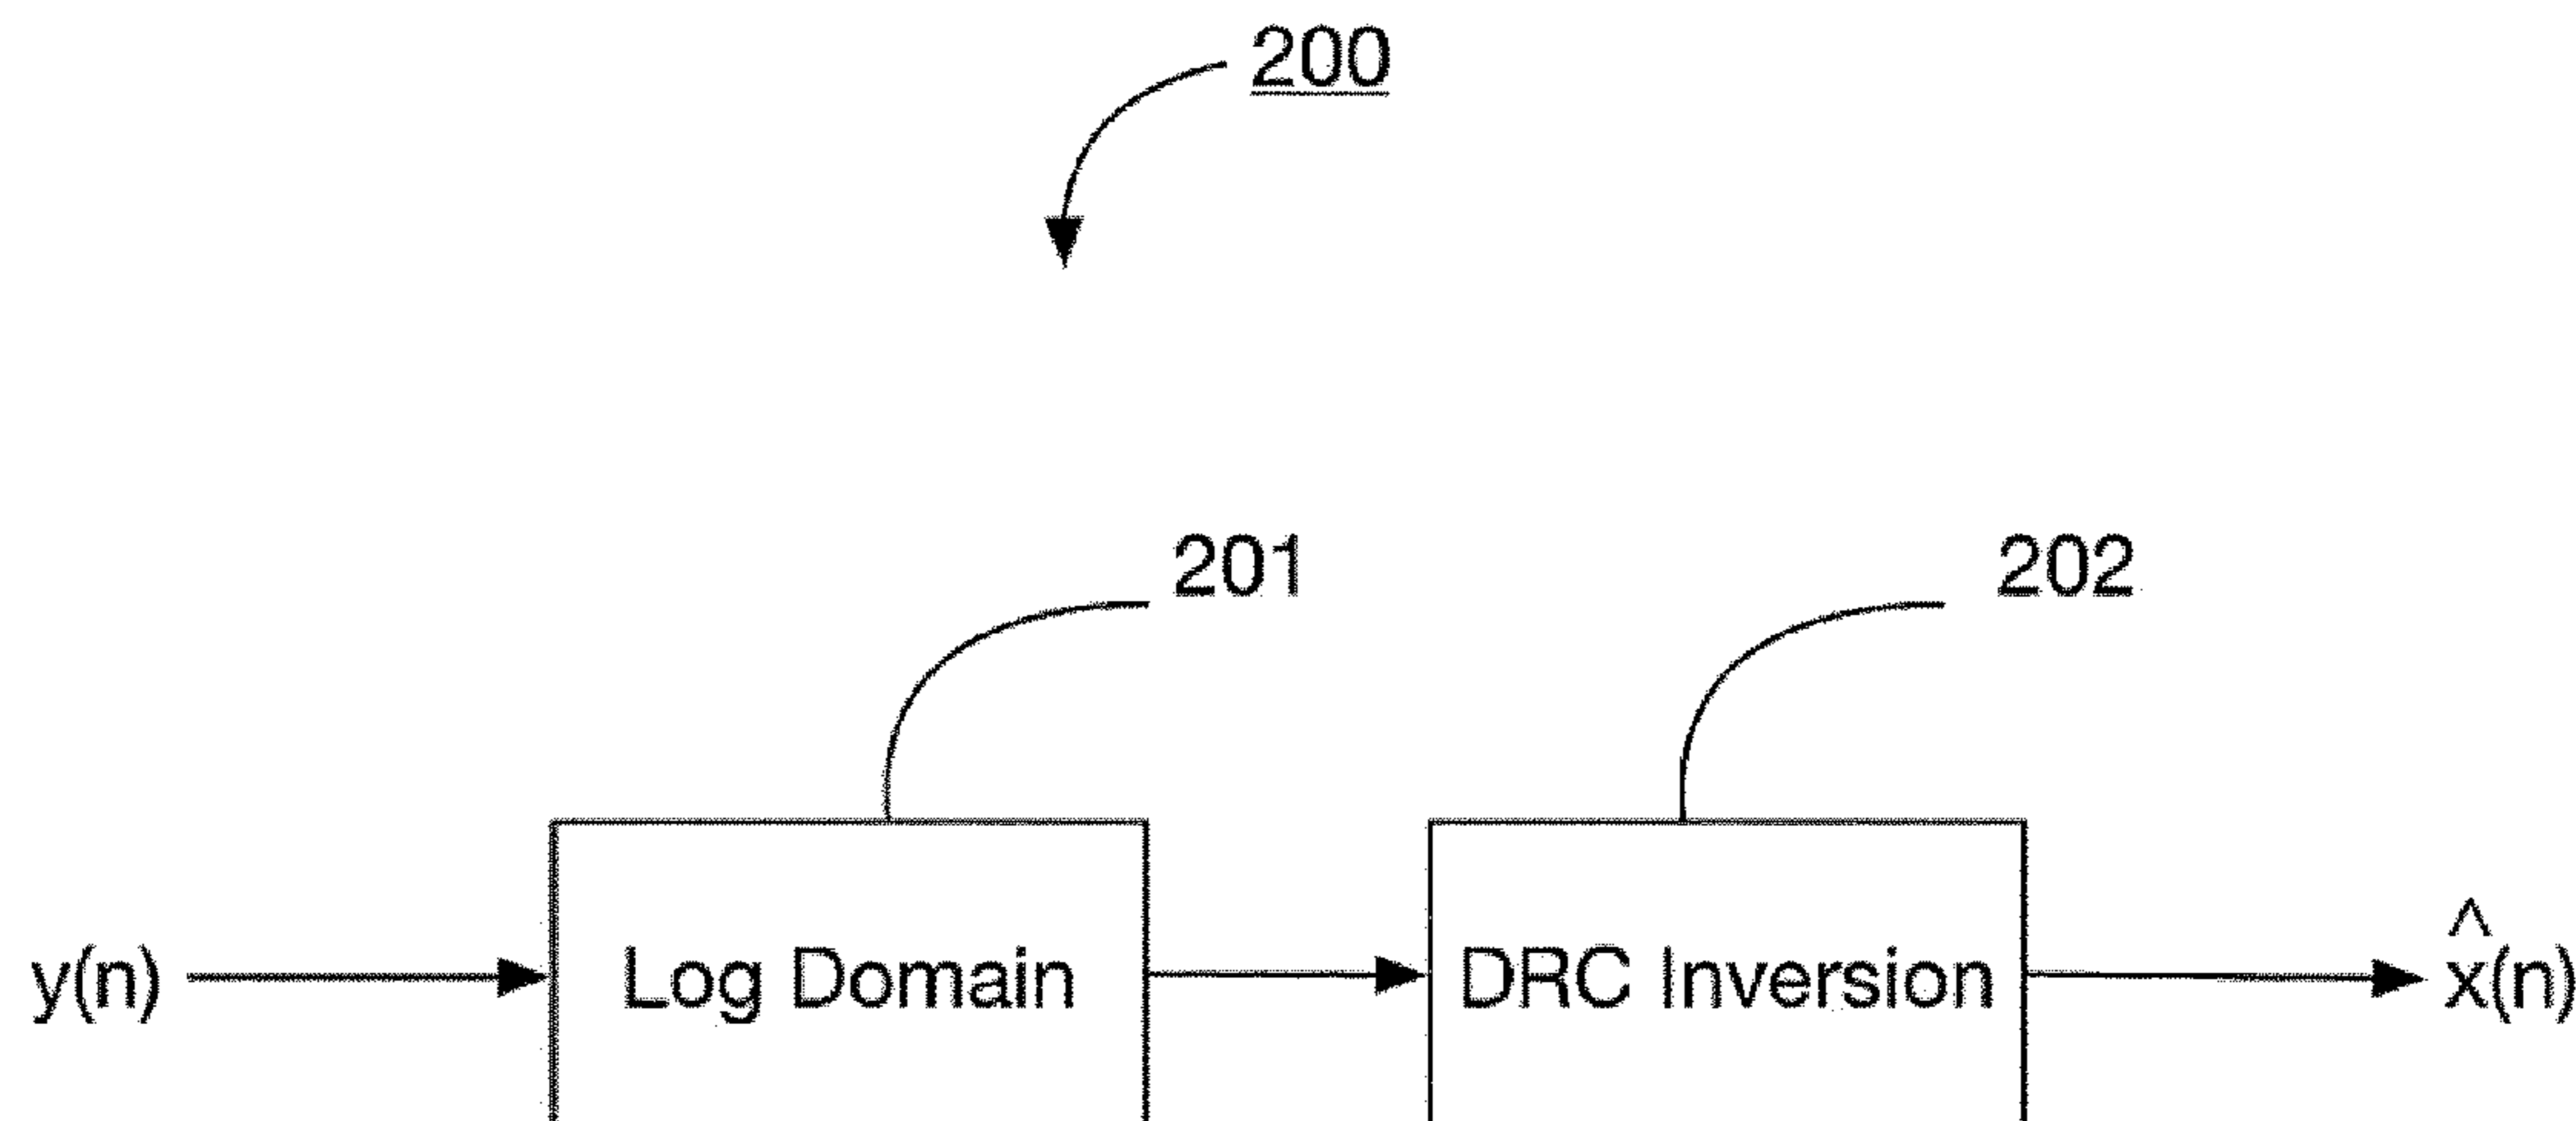 200
201
202
y(n)
Log Domain
DRC Inversion
x̂(n)